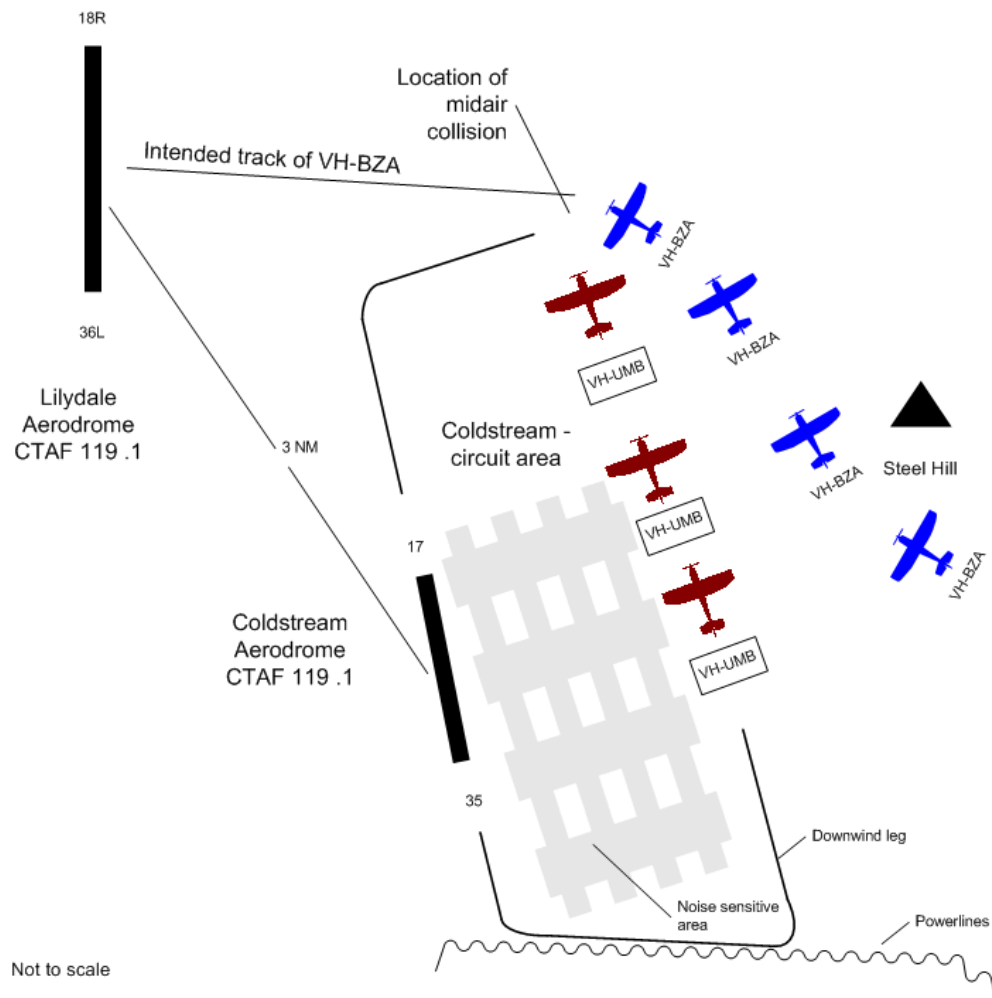 18R
Location of
midair
collision
Intended track of VH-BZA
VH-BZA
36L
VH-BZA
VH-UMB
Lilydale
Aerodrome
CTAF 119 .1
3 NM
Coldstream -
circuit area
Steel Hill
VH-BZA
VH-UMB
17
VH-BZA
Coldstream
Aerodrome
CTAF 119 .1
VH-UMB
35
Downwind leg
Noise sensitive
area
Powerlines
Not to scale